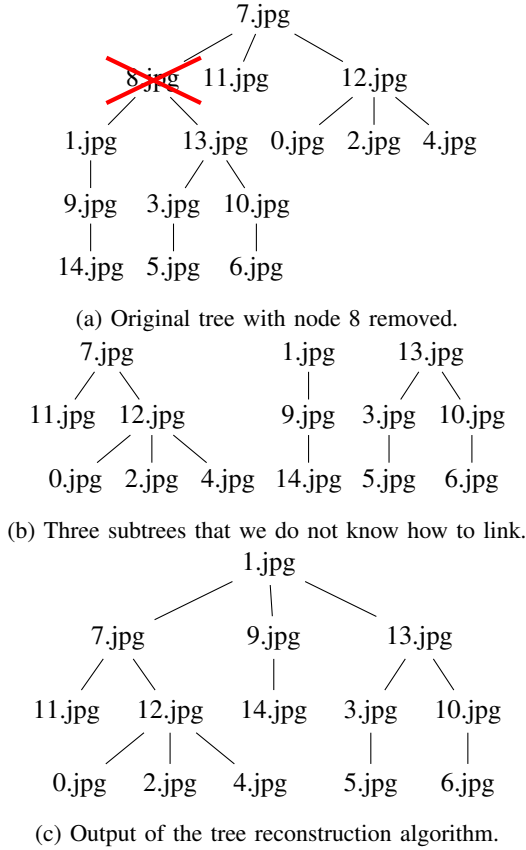 7.jpg
8.jpg 11.jpg 12.jpg
1.jpg 13.jpg 0.jpg 2.jpg 4.jpg
9.jpg 3.jpg 10.jpg
14.jpg 5.jpg 6.jpg
(a) Original tree with node 8 removed.
7.jpg 1.jpg 13.jpg
11.jpg 12.jpg 9.jpg 3.jpg 10.jpg
0.jpg 2.jpg 4.jpg 14.jpg 5.jpg 6.jpg
(b) Three subtrees that we do not know how to link.
1.jpg
7.jpg 9.jpg 13.jpg
11.jpg 12.jpg 14.jpg 3.jpg 10.jpg
0.jpg 2.jpg 4.jpg 5.jpg 6.jpg
(c) Output of the tree reconstruction algorithm.